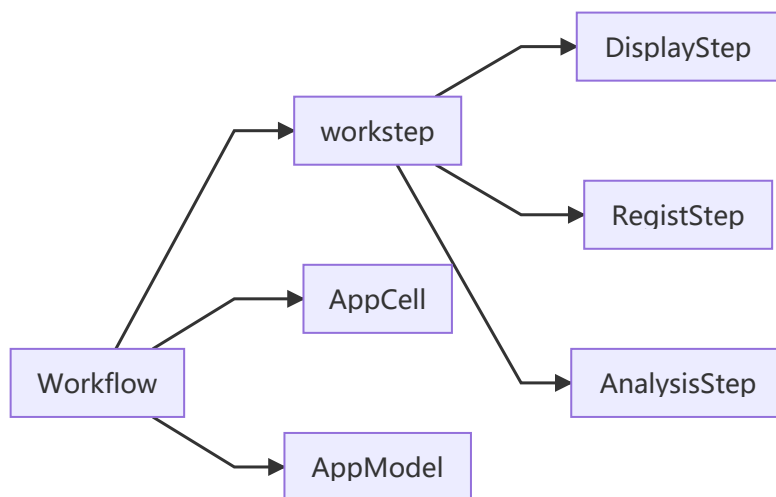 DisplayStep
workstep
RegistStep
AppCell
Workflow
AnalysisStep
AppModel